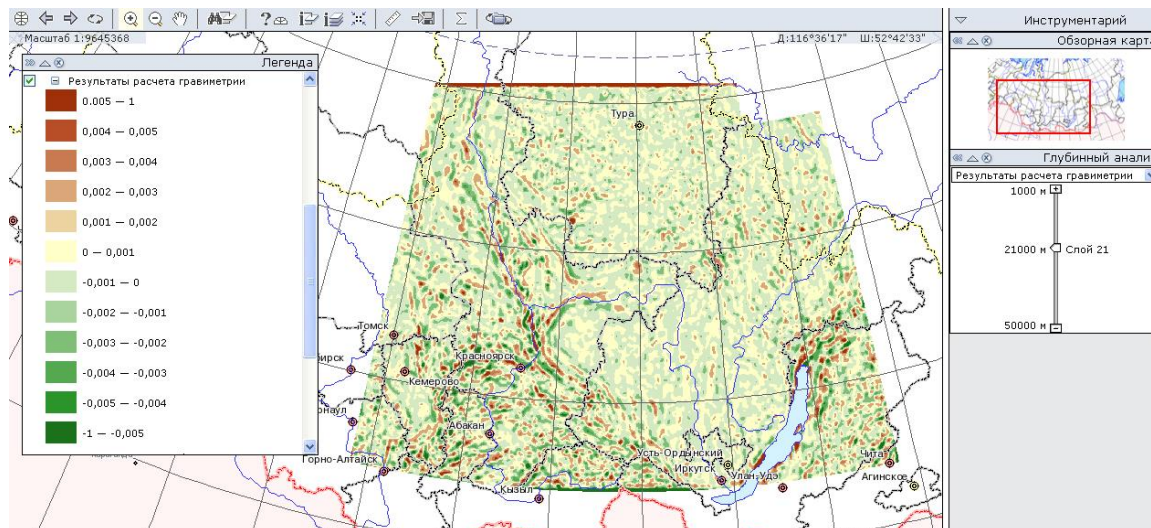 Масштаб 1:9645368
Д:116°36'17" Ш:52°42'33"
Легенда
Результаты расчета гравиметрии
0.005 — 1
0,004 — 0,005
0,003 — 0,004
0,002 — 0,003
0,001 — 0,002
0 — 0,001
-0,001 — 0
-0,002 — -0,001
-0,003 — -0,002
-0,004 — -0,003
-0,005 — -0,004
-1 — -0,005
Тура
Томск
бирск
Красноярск
Кемерово
рнаул
Абакан
Горно-Алтайск
Кызыл
Усть-Ордынский
Иркутск
Улан-Удэ
Чита
Агинское
Инструментарий
Обзорная карта
Глубинный анали
Результаты расчета гравиметрии
1000 м
21000 м Слой 21
50000 м